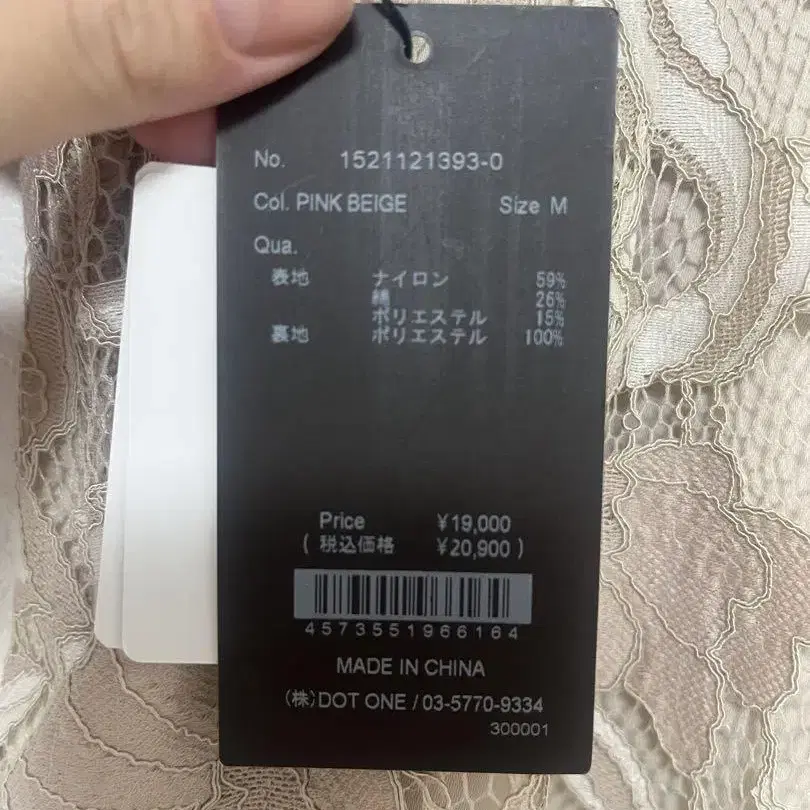 No. 1521121393-0
Col. PINK BEIGE Size M
Qua.
表地 ナイロン 59%
綿 26%
ポリエステル 15%
裏地 ポリエステル 100%
Price ¥19,000
( 税込価格 ¥20,900 )
4573551966164
MADE IN CHINA
(株)DOT ONE / 03-5770-9334
300001